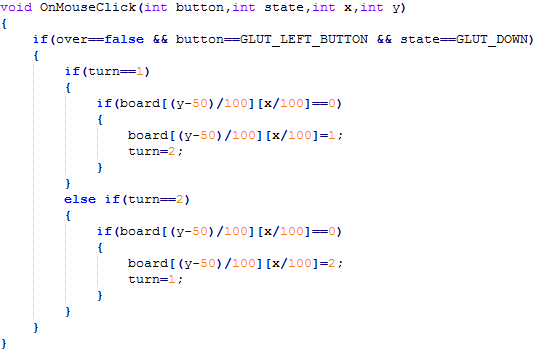 void OnMouseClick(int button,int state,int x,int y)
{
    if(over==false && button==GLUT_LEFT_BUTTON && state==GLUT_DOWN)
    {
        if(turn==1)
        {
            if(board[(y-50)/100][x/100]==0)
            {
                board[(y-50)/100][x/100]=1;
                turn=2;
            }
        }
        else if(turn==2)
        {
            if(board[(y-50)/100][x/100]==0)
            {
                board[(y-50)/100][x/100]=2;
                turn=1;
            }
        }
    }
}